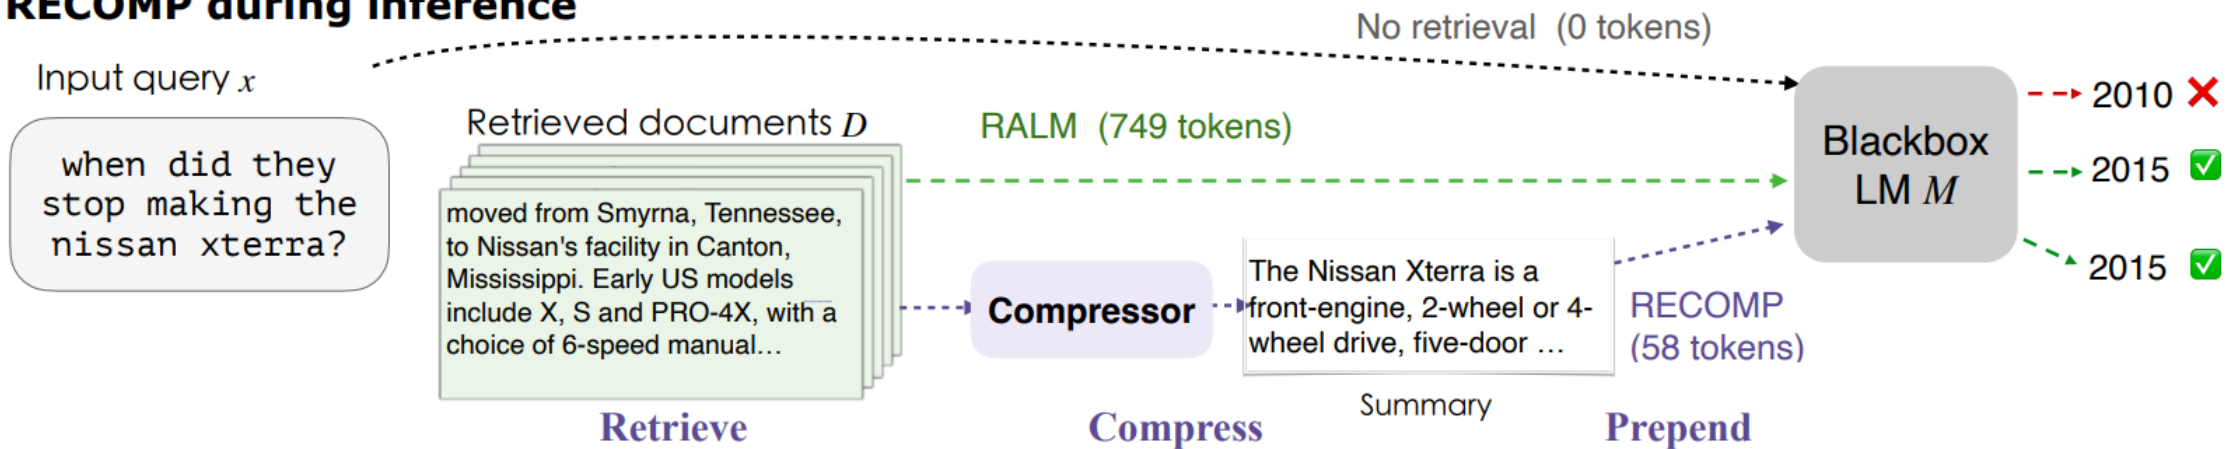 RECOMP during inference
No retrieval (0 tokens)
Input query x
when did they
stop making the
nissan xterra?
Retrieved documents D
moved from Smyrna, Tennessee,
to Nissan's facility in Canton,
Mississippi. Early US models
include X, S and PRO-4X, with a
choice of 6-speed manual...
RALM (749 tokens)
Compressor
The Nissan Xterra is a
front-engine, 2-wheel or 4-
wheel drive, five-door ...
Summary
RECOMP
(58 tokens)
Blackbox
LM M
2010
2015
2015
Retrieve
Compress
Prepend